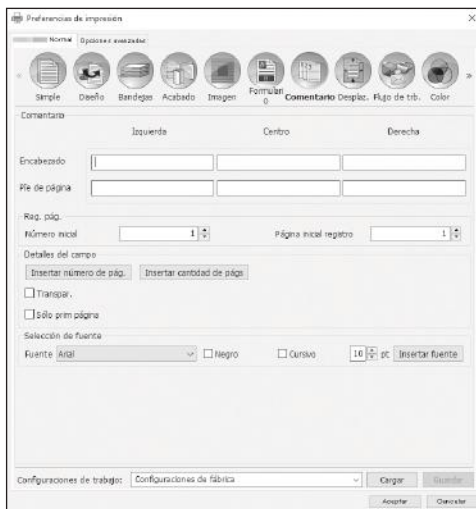 Preferencias de impresión
Normal Opciones avanzadas
Simple Diseño Bandejas Acabado Imagen Formulari
o Comentario Desplaz. Flujo de trb. Color
Comentario
Izquierda Centro Derecha
Encabezado
Pie de página
Reg. pág.
Número inicial 1 Página inicial registro 1
Detalles del campo
Insertar número de pág. Insertar cantidad de págs
Transpar.
Sólo prim página
Selección de fuente
Fuente Arial Negro Cursivo 10 pt Insertar fuente
Configuraciones de trabajo: Configuraciones de fábrica Cargar Guardar
Aceptar Cancelar